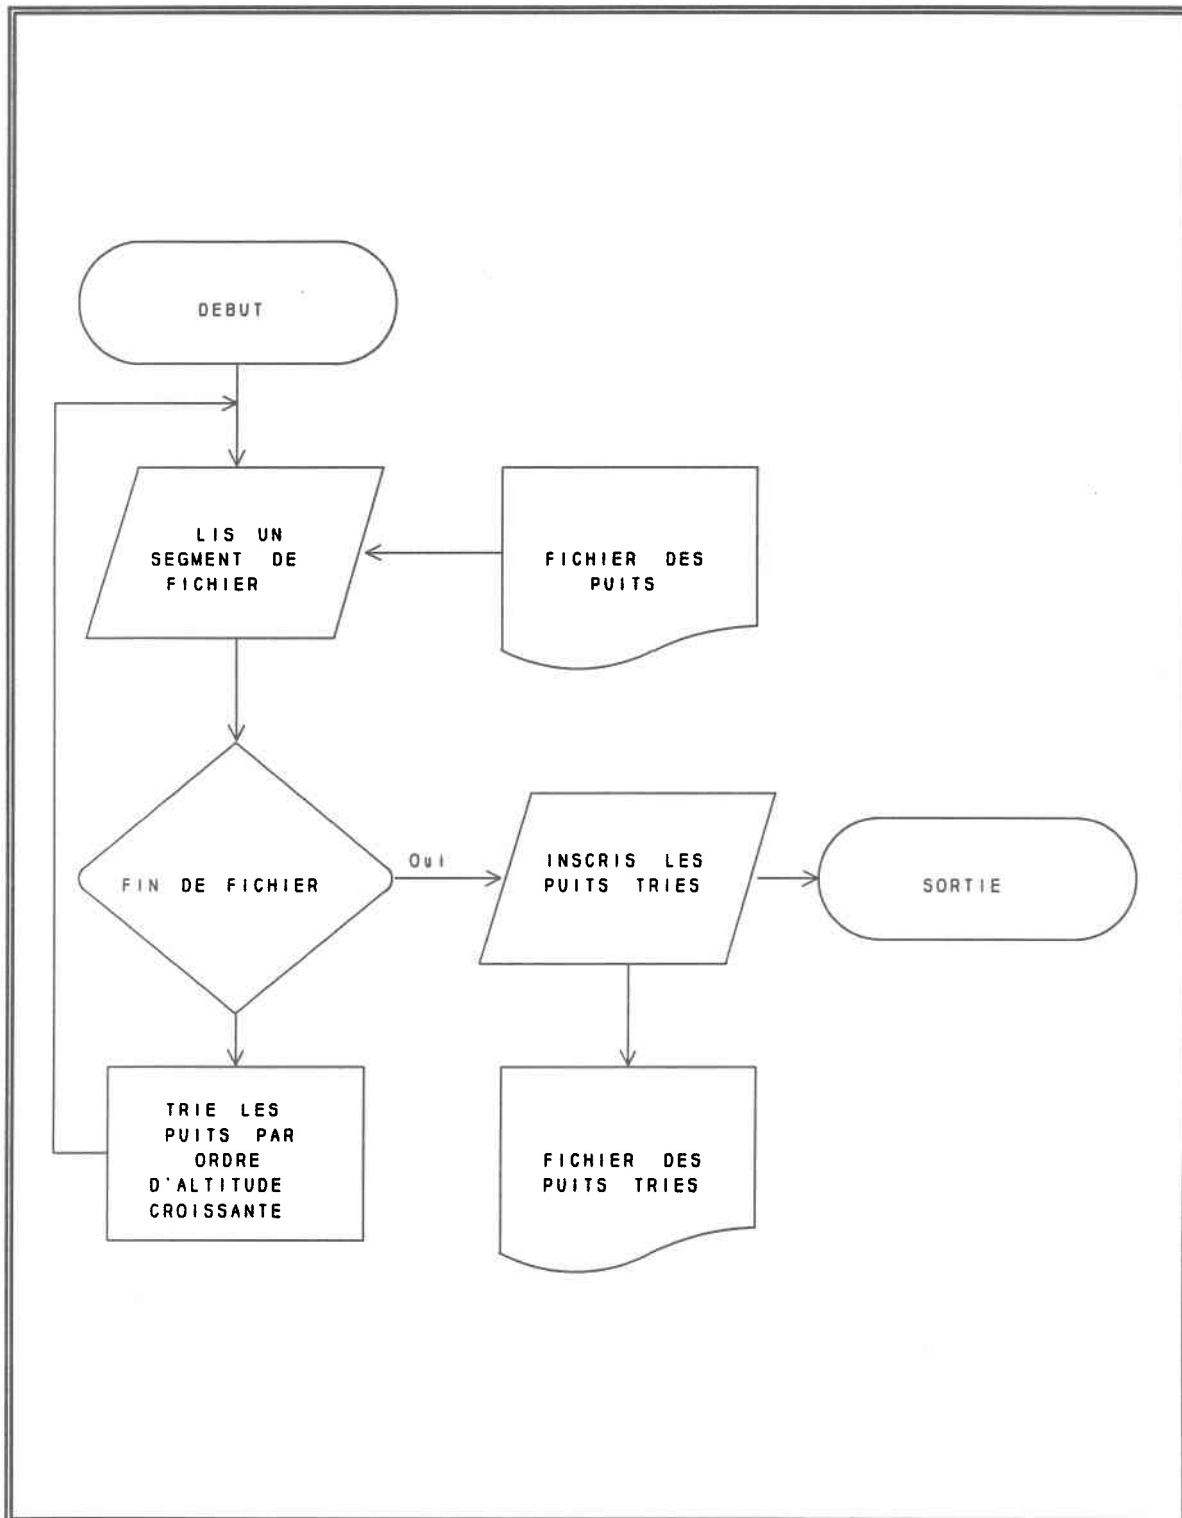 DEBUT
LIS UN
SEGMENT DE
FICHIER
FICHIER DES
PUITS
FIN DE FICHIER
Oui
INSCRIS LES
PUITS TRIES
SORTIE
TRIE LES
PUITS PAR
ORDRE
D'ALTITUDE
CROISSANTE
FICHIER DES
PUITS TRIES